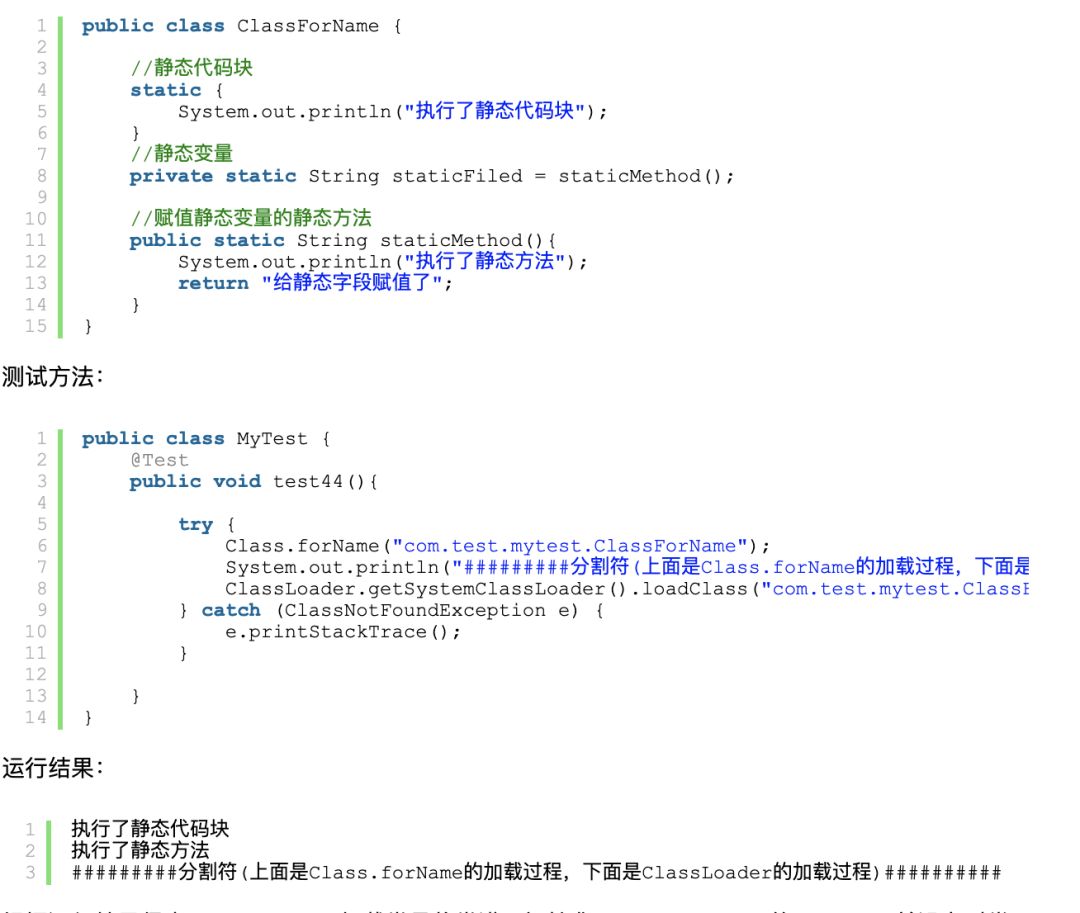 1 public class ClassForName {
2
3 //静态代码块
4 static {
5 System.out.println("执行了静态代码块");
6 }
7 //静态变量
8 private static String staticFiled = staticMethod();
9
10 //赋值静态变量的静态方法
11 public static String staticMethod(){
12 System.out.println("执行了静态方法");
13 return "给静态字段赋值了";
14 }
15 }
测试方法：
1 public class MyTest {
2 @Test
3 public void test44(){
4
5 try {
6 Class.forName("com.test.mytest.ClassForName");
7 System.out.println("#########分割符(上面是Class.forName的加载过程，下面是
8 ClassLoader.getSystemClassLoader().loadClass("com.test.mytest.Class
9 } catch (ClassNotFoundException e) {
10 e.printStackTrace();
11 }
12
13 }
14 }
运行结果：
1 执行了静态代码块
2 执行了静态方法
3 #########分割符(上面是Class.forName的加载过程，下面是ClassLoader的加载过程)##########